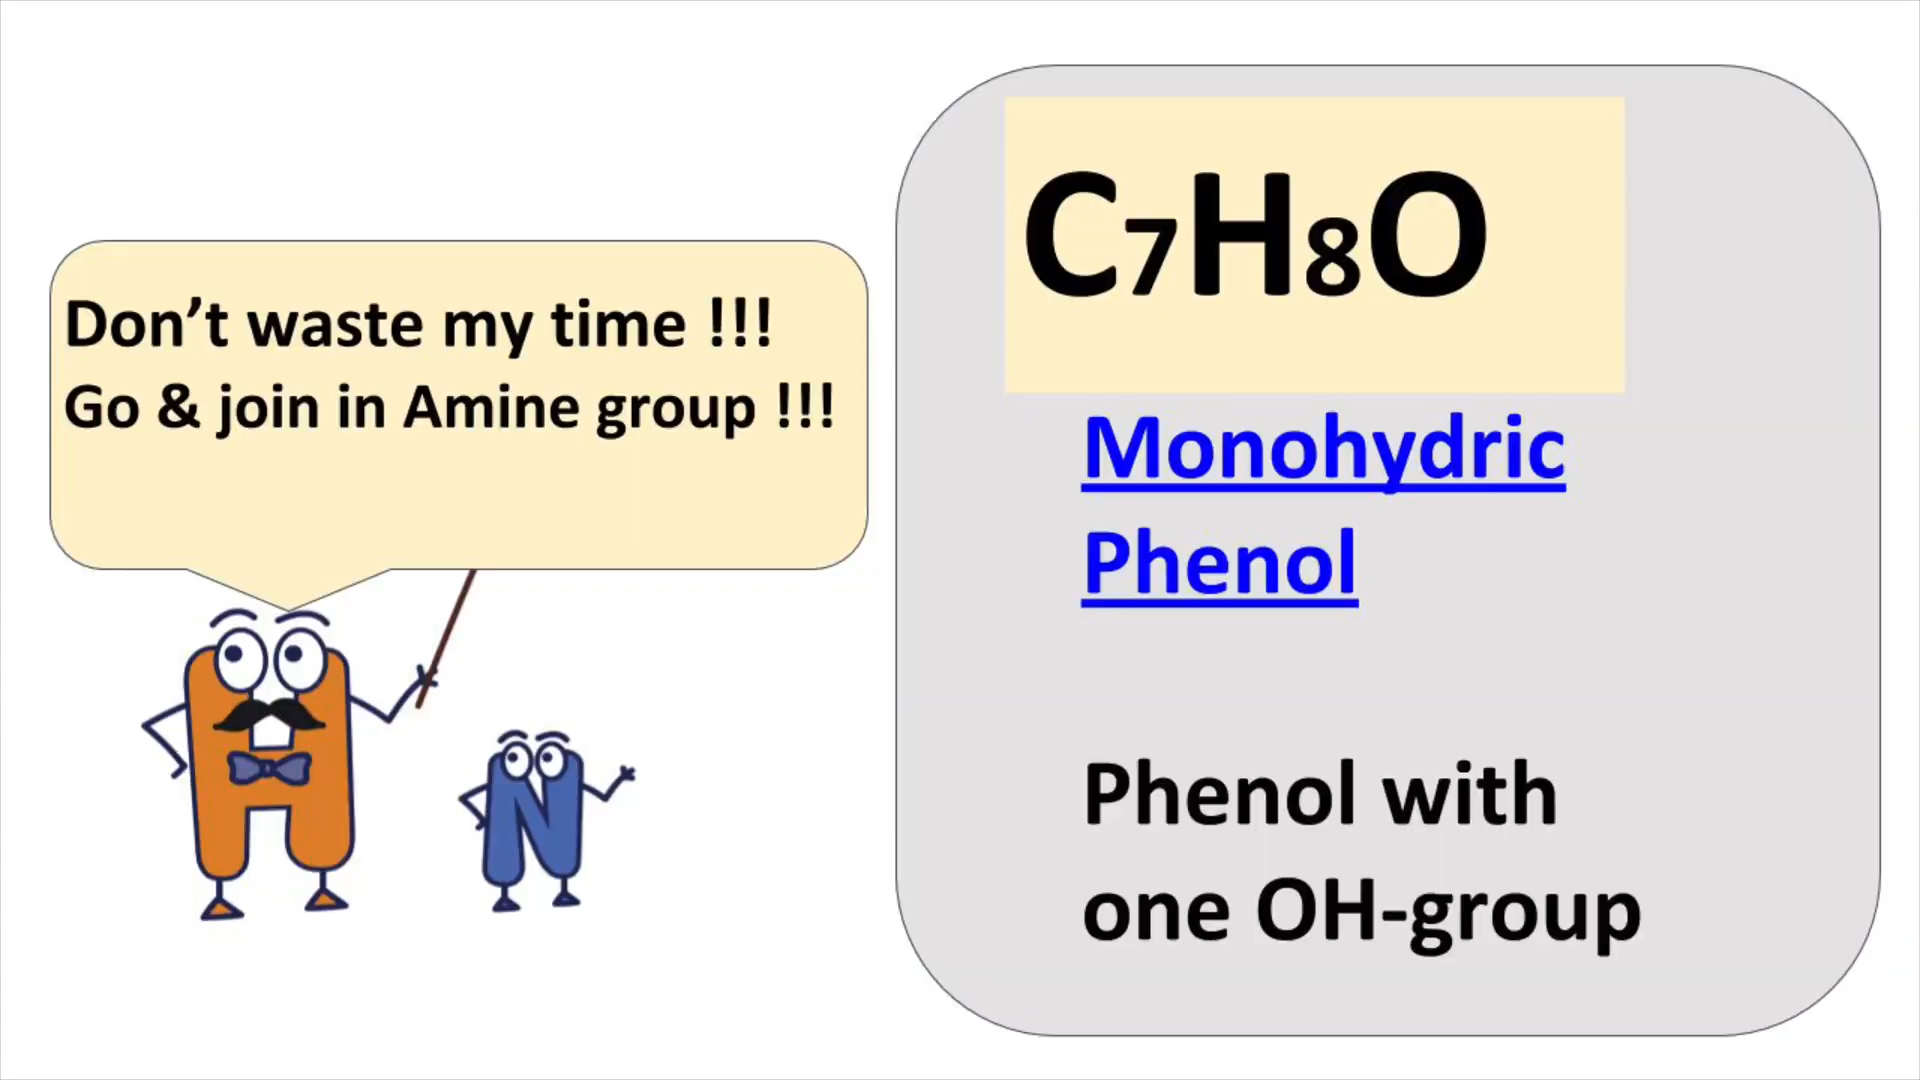 Don’t waste my time !!!
Go & join in Amine group !!!
C7H8O
Monohydric
Phenol
Phenol with
one OH-group
H
N